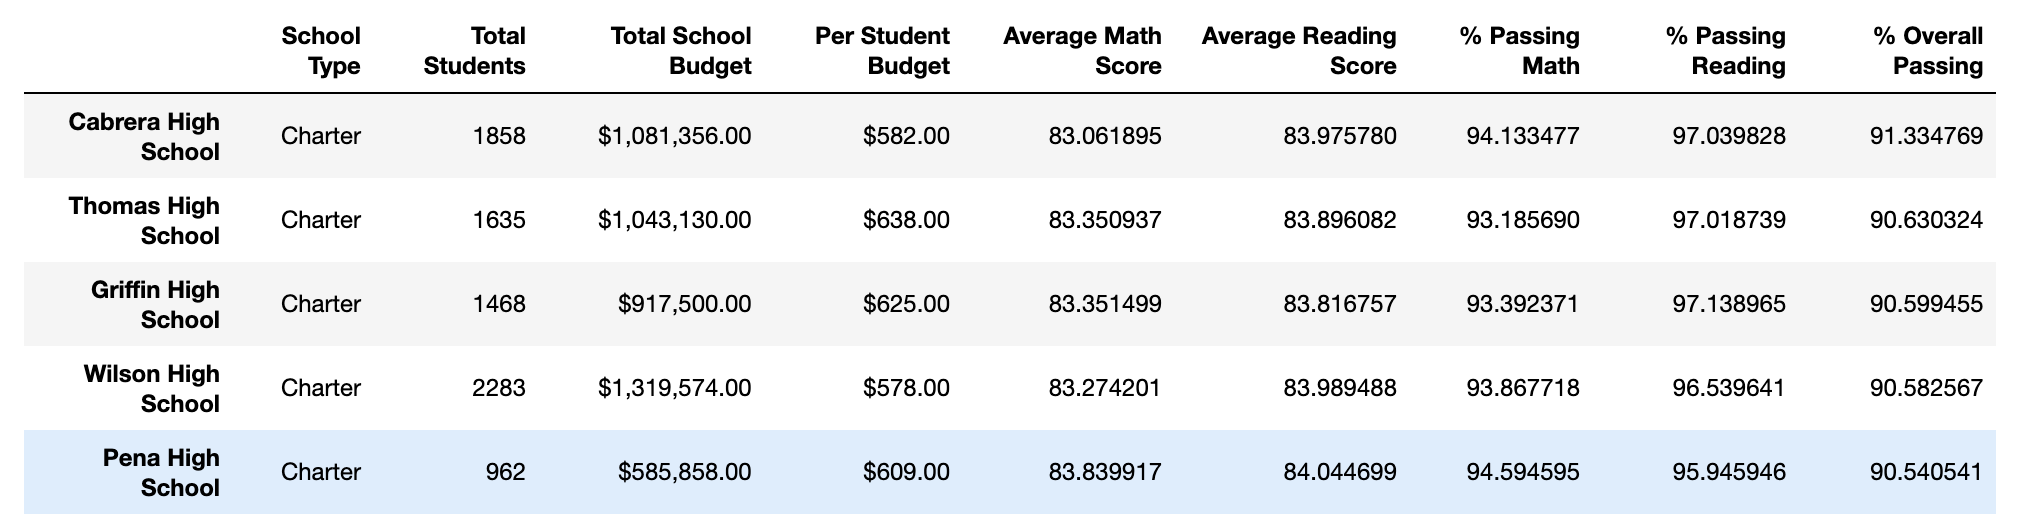 School Type Total Students Total School Budget Per Student Budget Average Math Score Average Reading Score % Passing Math % Passing Reading % Overall Passing
Cabrera High School Charter 1858 $1,081,356.00 $582.00 83.061895 83.975780 94.133477 97.039828 91.334769
Thomas High School Charter 1635 $1,043,130.00 $638.00 83.350937 83.896082 93.185690 97.018739 90.630324
Griffin High School Charter 1468 $917,500.00 $625.00 83.351499 83.816757 93.392371 97.138965 90.599455
Wilson High School Charter 2283 $1,319,574.00 $578.00 83.274201 83.989488 93.867718 96.539641 90.582567
Pena High School Charter 962 $585,858.00 $609.00 83.839917 84.044699 94.594595 95.945946 90.540541